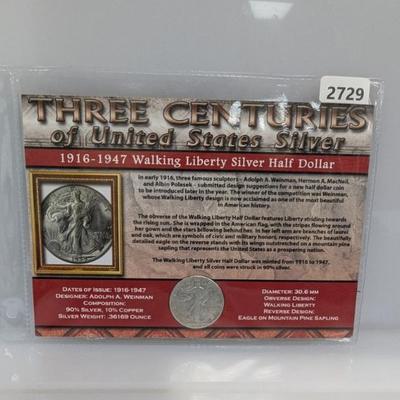 2729
THREE CENTURIES
of United States Silver
1916-1947 Walking Liberty Silver Half Dollar
In early 1916, three famous sculptors - Adolph A. Weinman, Hermon A. MacNeil,
and Albin Polasek - submitted design suggestions for a new half dollar coin
to be introduced later in the year. The winner of the competition was Weinman,
whose Walking Liberty design is now acclaimed as one of the most beautiful
in American history.
The obverse of the Walking Liberty Half Dollar features Liberty striding towards
the rising sun. She is wrapped in the American flag, with the stripes flowing around
her gown and the stars billowing behind her. In her left arm are branches of laurel
and oak, which are symbols of civic and military honors, respectively. The beautifully
detailed eagle on the reverse stands with its wings outstretched on a mountain pine
sapling that represents the United States as a prospering nation.
The Walking Liberty Silver Half Dollar was minted from 1916 to 1947,
and all coins were struck in 90% silver.
Dates of Issue: 1916-1947
Designer: Adolph A. Weinman
Composition:
90% Silver, 10% Copper
Silver Weight: .36169 Ounce
Diameter: 30.6 mm
Obverse Design:
Walking Liberty
Reverse Design:
Eagle on Mountain Pine Sapling